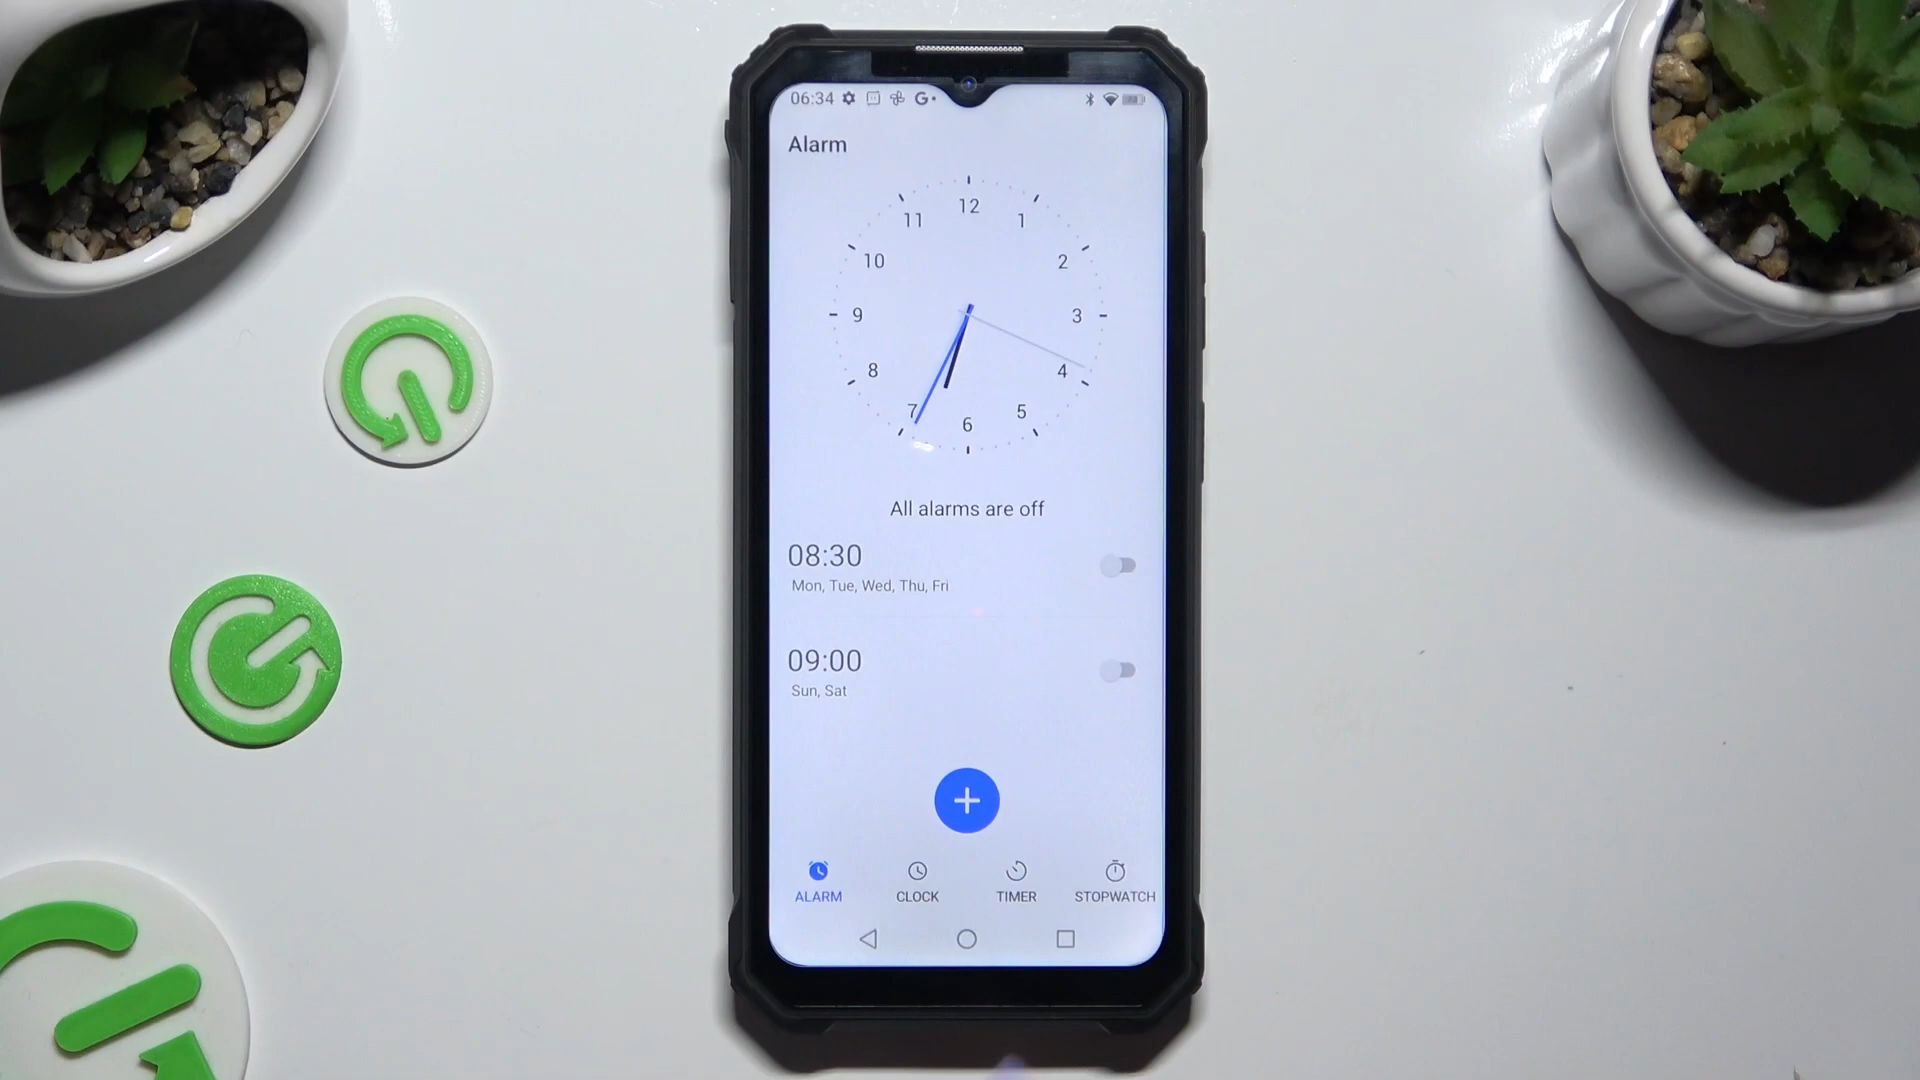 06:34 G
Alarm
12
11 1
10 2
9 3
8 4
7 5
6
All alarms are off
08:30
Mon, Tue, Wed, Thu, Fri
09:00
Sun, Sat
ALARM CLOCK TIMER STOPWATCH